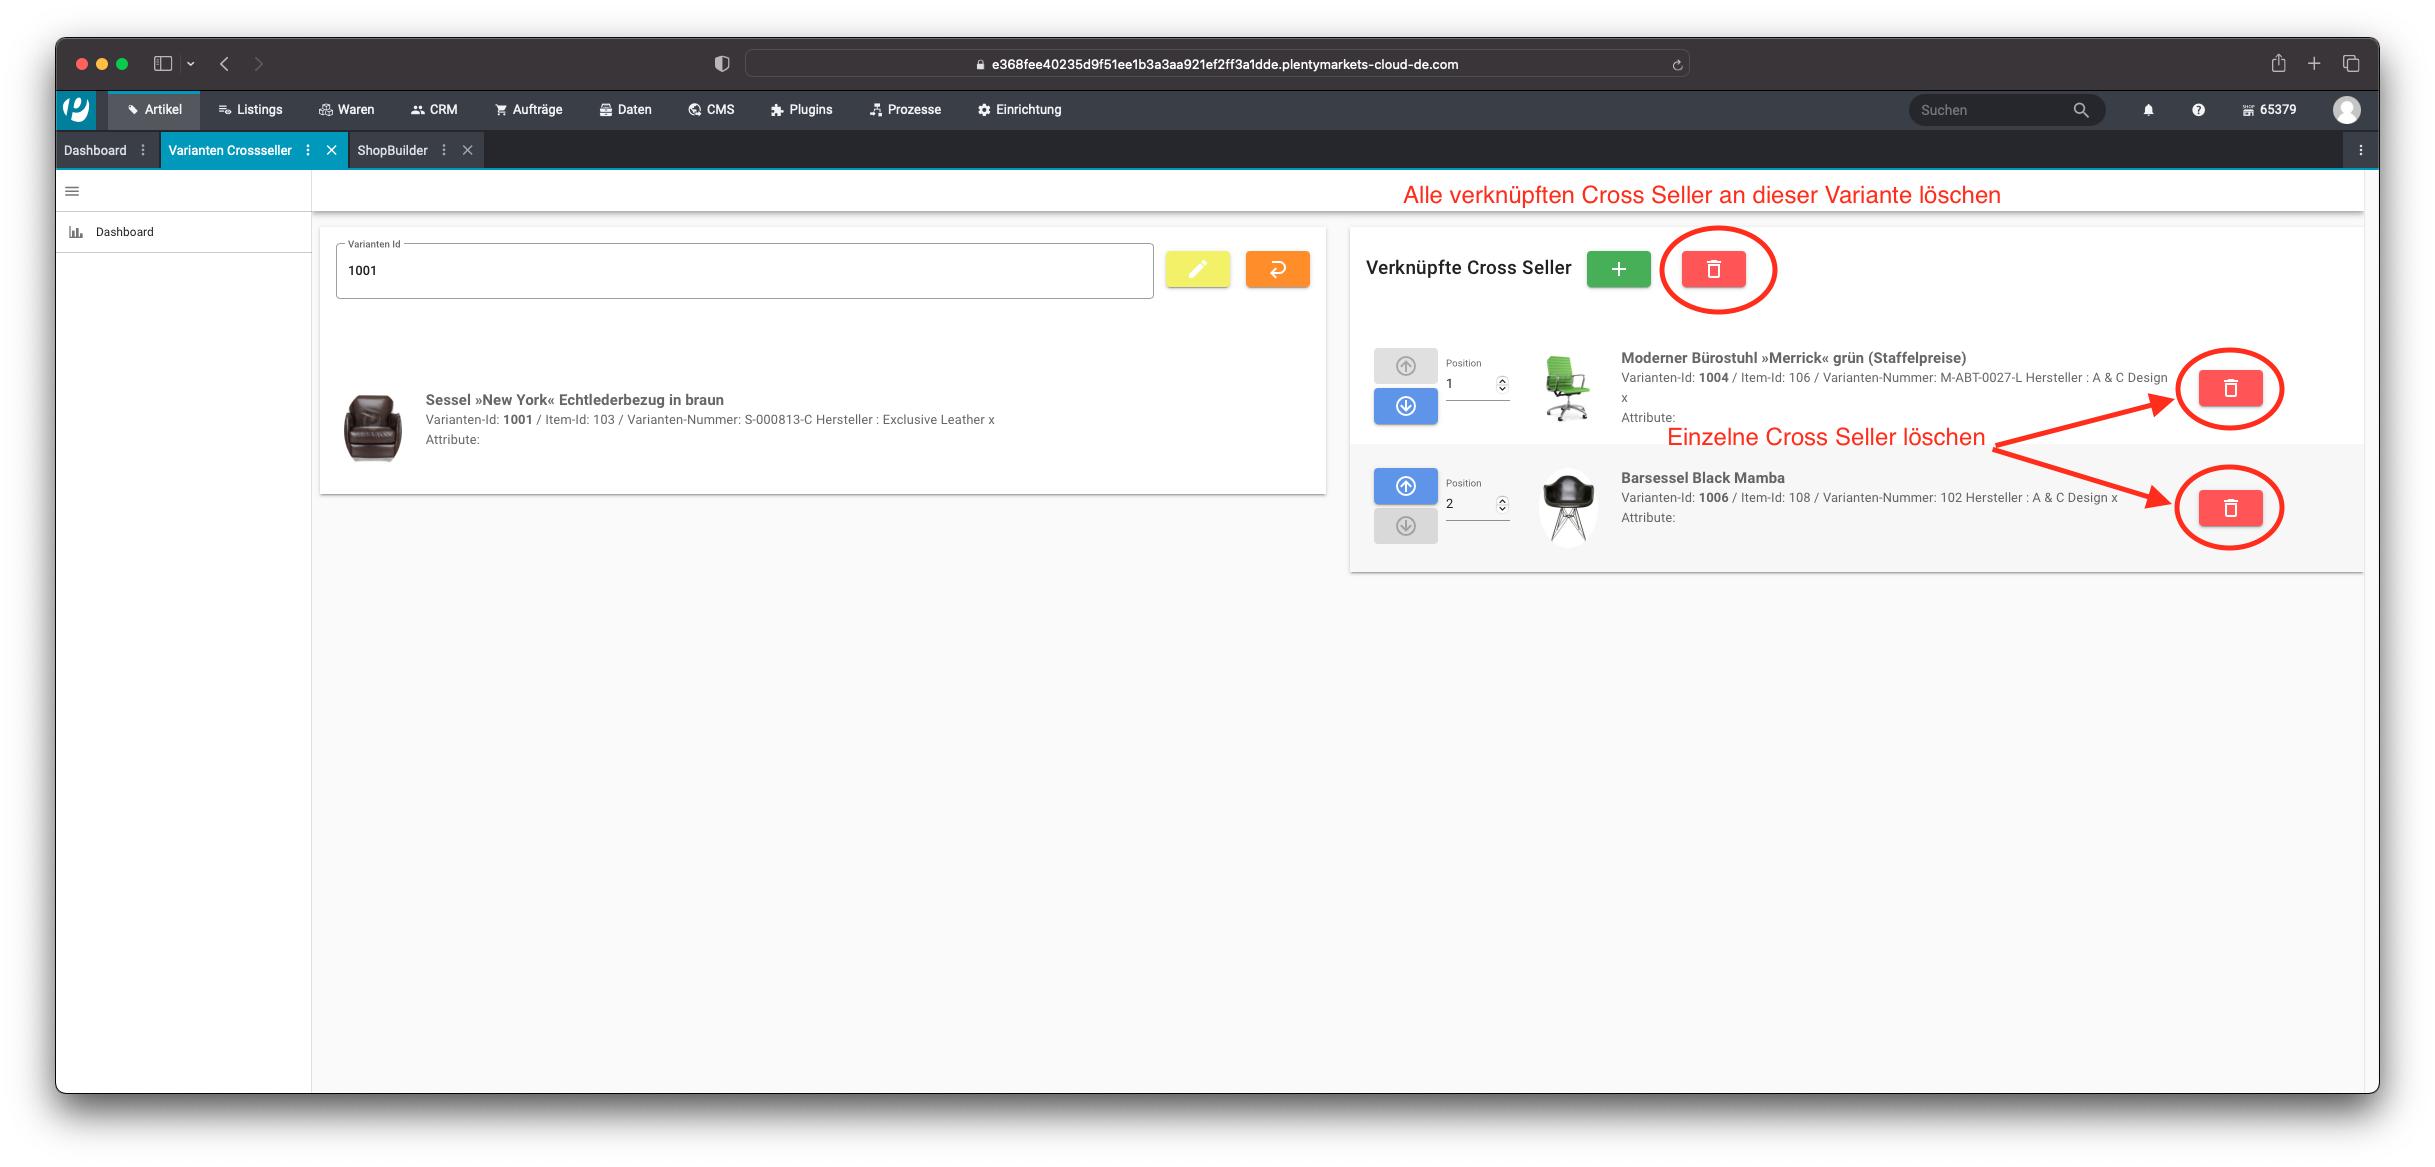 e368fee40235d9f51ee1b3a3aa921ef2ff3a1dde.plentymarkets-cloud-de.com
Artikel Listings Waren CRM Aufträge Daten CMS Plugins Prozesse Einrichtung Suchen SHOP 65379
Dashboard Varianten Crossseller ShopBuilder
Alle verknüpften Cross Seller an dieser Variante löschen
Dashboard
Varianten Id
1001
Verknüpfte Cross Seller
Sessel »New York« Echtlederbezug in braun
Varianten-Id: 1001 / Item-Id: 103 / Varianten-Nummer: S-000813-C Hersteller : Exclusive Leather x
Attribute:
Position
1
Moderner Bürostuhl »Merrick« grün (Staffelpreise)
Varianten-Id: 1004 / Item-Id: 106 / Varianten-Nummer: M-ABT-0027-L Hersteller : A & C Design
x
Attribute:
Einzelne Cross Seller löschen
Position
2
Barsessel Black Mamba
Varianten-Id: 1006 / Item-Id: 108 / Varianten-Nummer: 102 Hersteller : A & C Design x
Attribute: